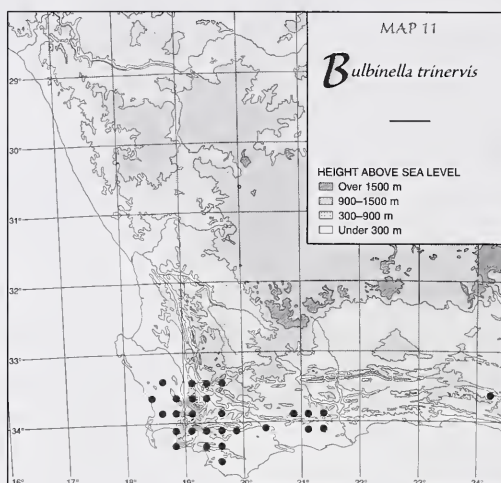 MAP 11
Bulbinella trinervis
HEIGHT ABOVE SEA LEVEL
Over 1500 m
900–1500 m
300–900 m
Under 300 m
29°
30°
31°
32°
33°
34°
16° 17° 18° 19° 20° 21° 22° 23° 24°